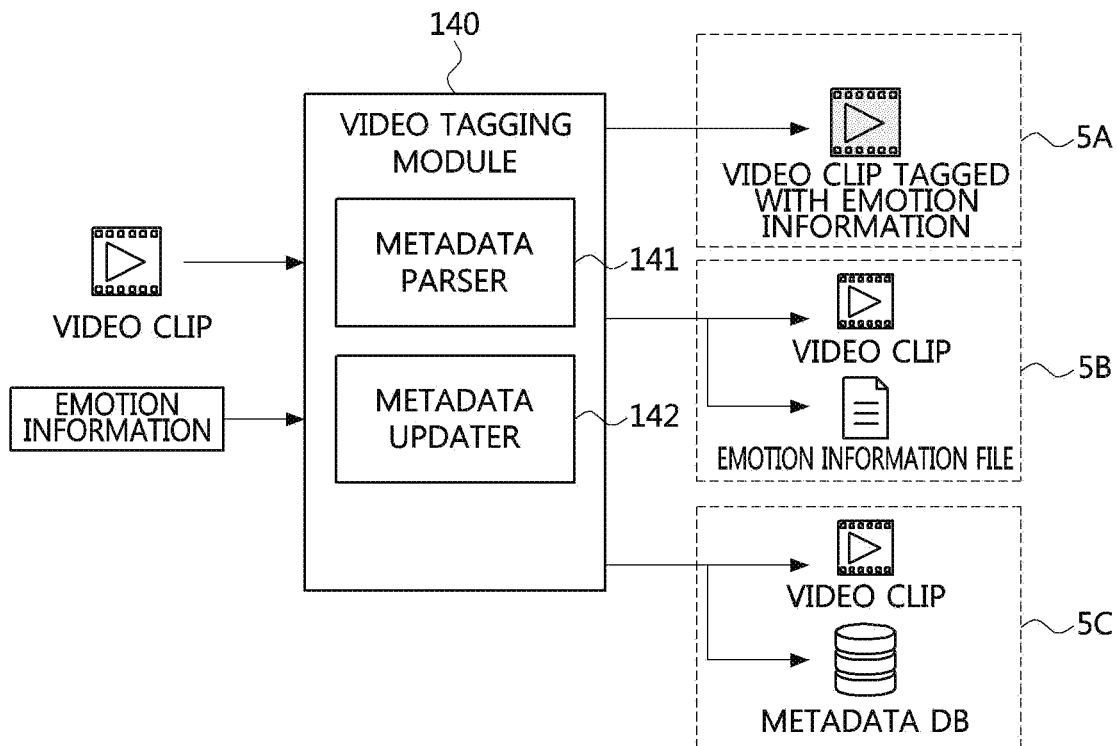 140
VIDEO TAGGING
MODULE
METADATA
PARSER
141
METADATA
UPDATER
142
VIDEO CLIP
EMOTION
INFORMATION
VIDEO CLIP TAGGED
WITH EMOTION
INFORMATION
5A
VIDEO CLIP
EMOTION INFORMATION FILE
5B
VIDEO CLIP
METADATA DB
5C